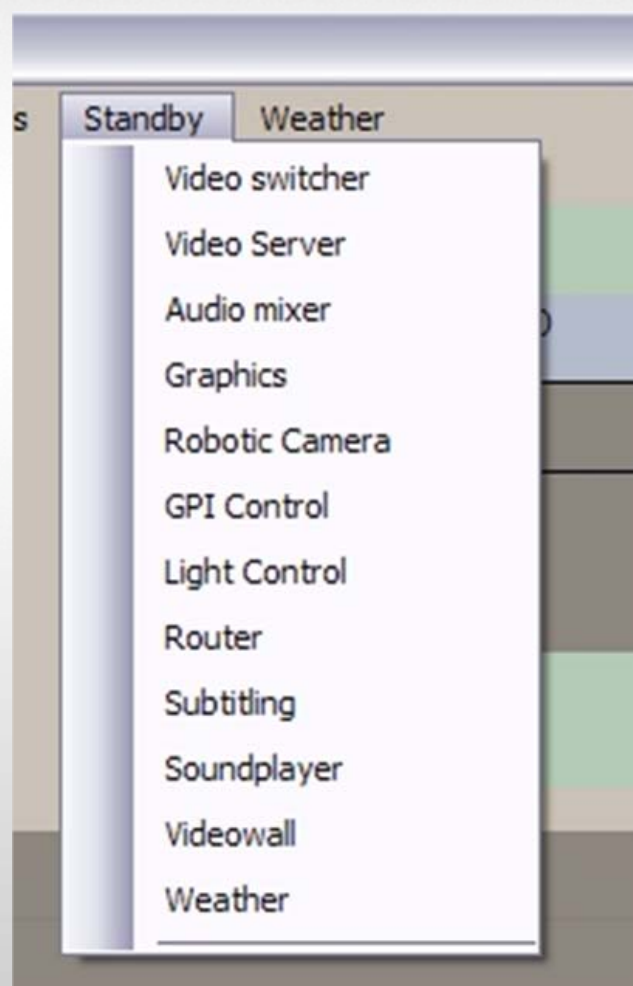 s Standby Weather
Video switcher
Video Server
Audio mixer
Graphics
Robotic Camera
GPI Control
Light Control
Router
Subtitling
Soundplayer
Videowall
Weather